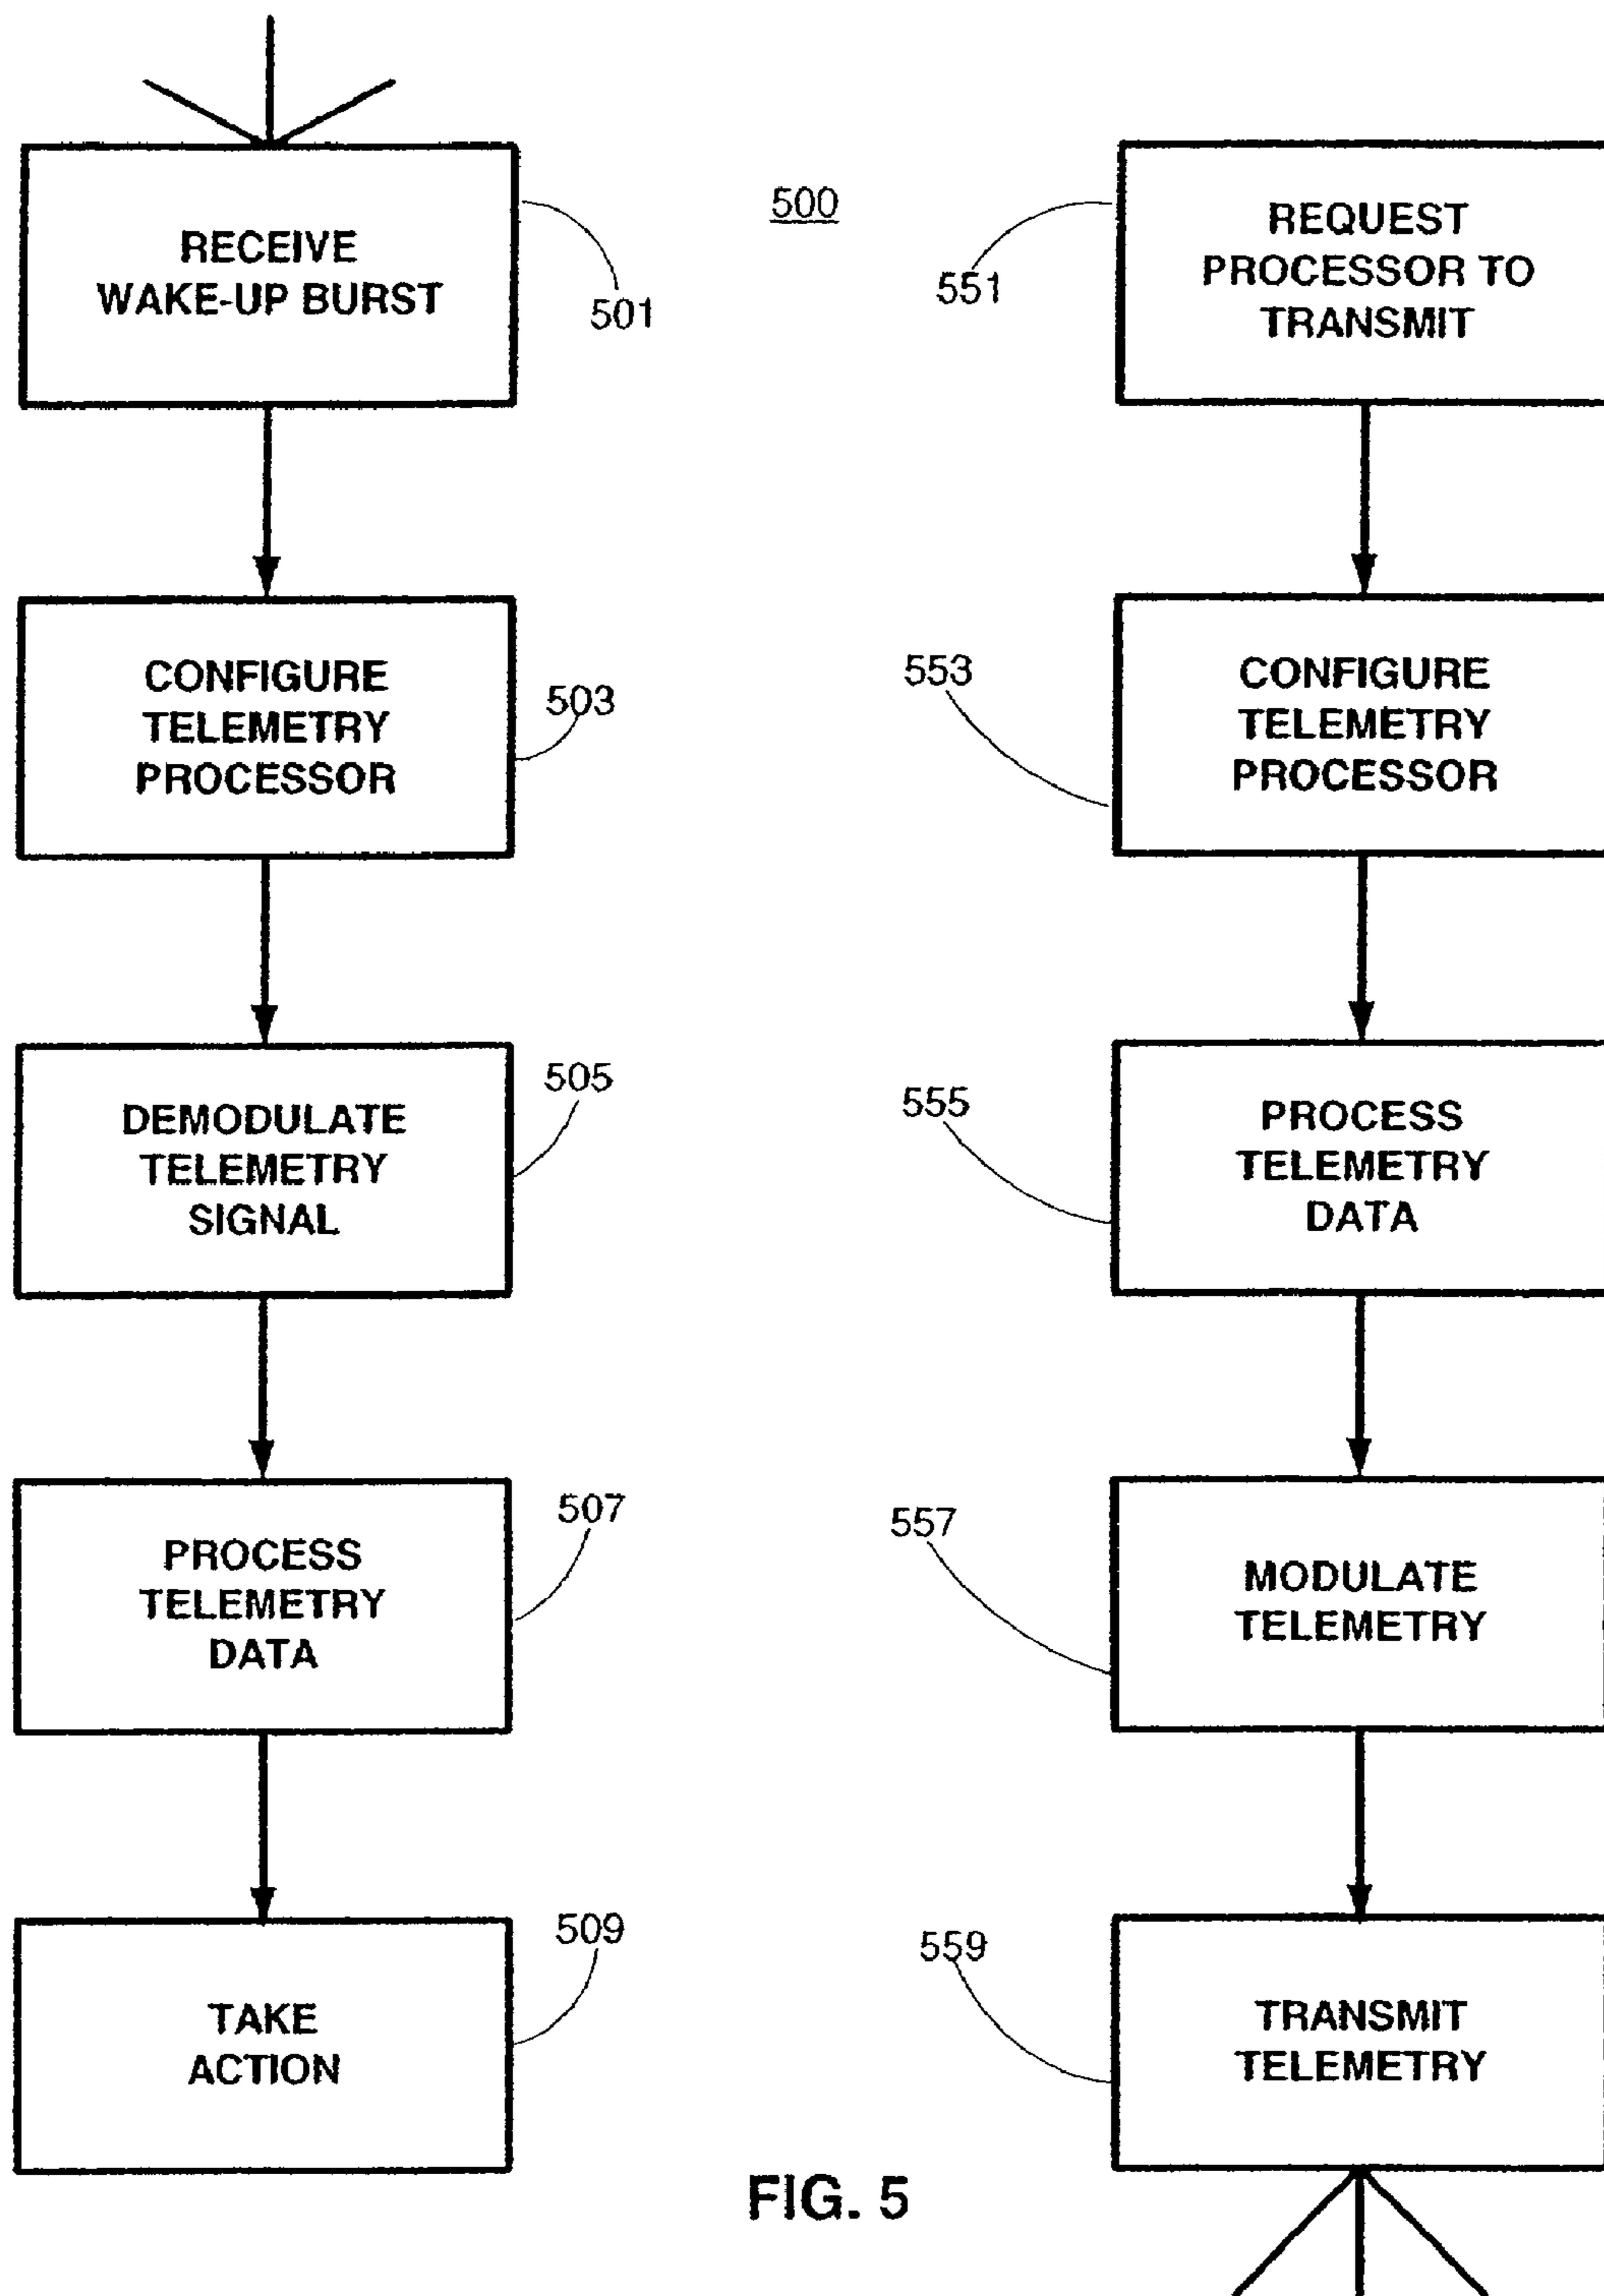 500
RECEIVE
WAKE-UP BURST
501
CONFIGURE
TELEMETRY
PROCESSOR
503
DEMODULATE
TELEMETRY
SIGNAL
505
PROCESS
TELEMETRY
DATA
507
TAKE
ACTION
509
REQUEST
PROCESSOR TO
TRANSMIT
551
CONFIGURE
TELEMETRY
PROCESSOR
553
PROCESS
TELEMETRY
DATA
555
MODULATE
TELEMETRY
557
TRANSMIT
TELEMETRY
559
FIG. 5